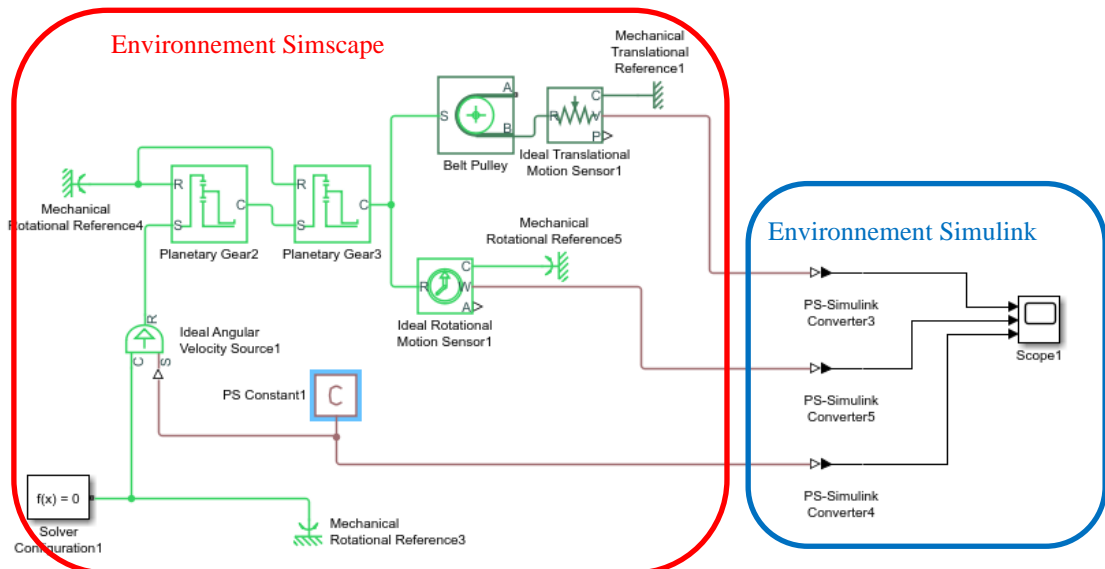 Environnement Simscape
Mechanical
Translational
Reference1
A
S
B
Belt Pulley
C
R
V
P
Ideal Translational
Motion Sensor1
R
S
C
Planetary Gear2
R
S
C
Planetary Gear3
Mechanical
Rotational Reference4
Mechanical
Rotational Reference5
C
R
W
A
Ideal Rotational
Motion Sensor1
R
C
S
Ideal Angular
Velocity Source1
PS Constant1
C
f(x) = 0
Solver
Configuration1
Mechanical
Rotational Reference3
Environnement Simulink
PS-Simulink
Converter3
PS-Simulink
Converter5
PS-Simulink
Converter4
Scope1